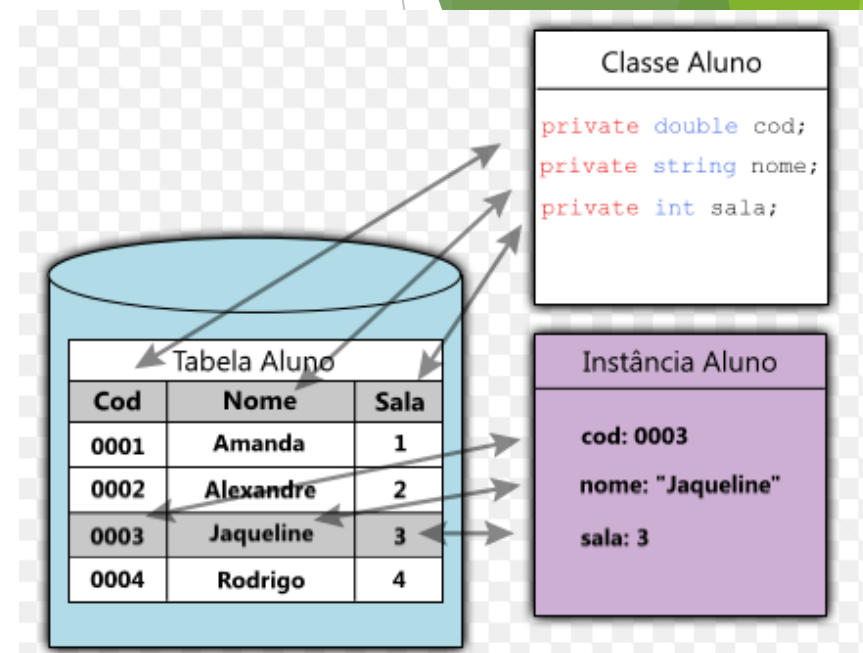 Classe Aluno
private double cod;
private string nome;
private int sala;
Tabela Aluno
Cod Nome Sala
0001 Amanda 1
0002 Alexandre 2
0003 Jaqueline 3
0004 Rodrigo 4
Instância Aluno
cod: 0003
nome: "Jaqueline"
sala: 3